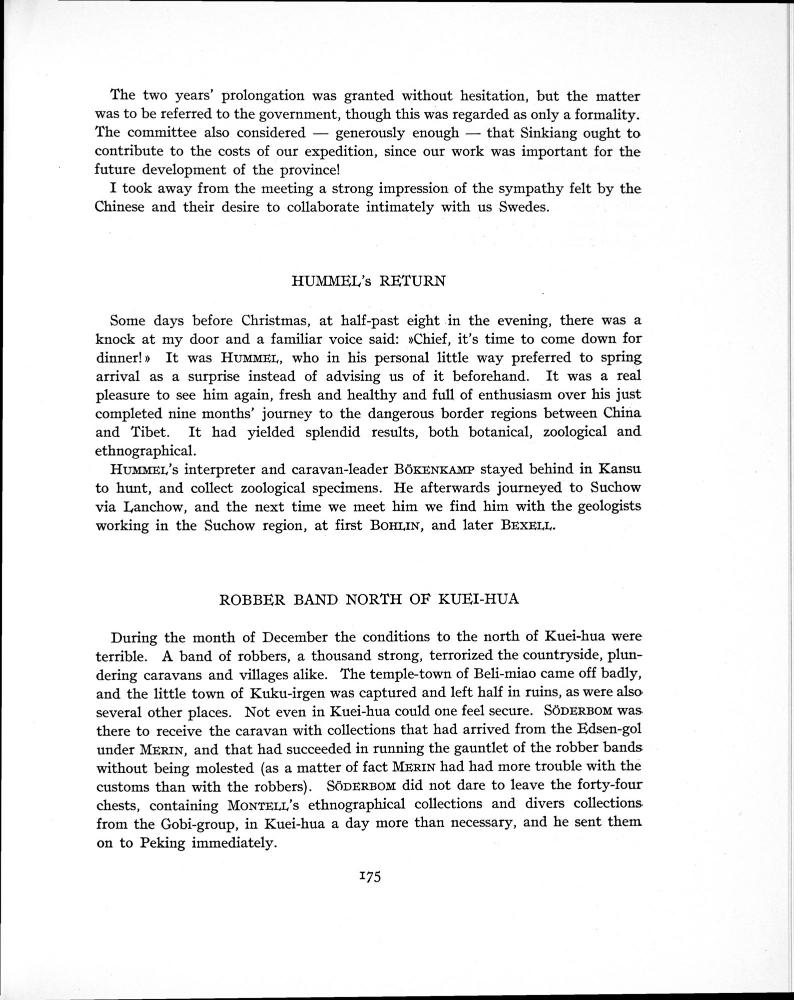 The two years' prolongation was granted without hesitation, but the matter
was to be referred to the government, though this was regarded as only a formality.
The committee also considered — generously enough — that Sinkiang ought to
contribute to the costs of our expedition, since our work was important for the
future development of the province!
I took away from the meeting a strong impression of the sympathy felt by the
Chinese and their desire to collaborate intimately with us Swedes.
HUMMEL's RETURN
Some days before Christmas, at half-past eight in the evening, there was a
knock at my door and a familiar voice said: »Chief, it's time to come down for
dinner!» It was HUMMEL, who in his personal little way preferred to spring
arrival as a surprise instead of advising us of it beforehand. It was a real
pleasure to see him again, fresh and healthy and full of enthusiasm over his just
completed nine months' journey to the dangerous border regions between China
and Tibet. It had yielded splendid results, both botanical, zoological and
ethnographical.
HUMMEL's interpreter and caravan-leader BÖKENKAMP stayed behind in Kansu
to hunt, and collect zoological specimens. He afterwards journeyed to Suchow
via Lanchow, and the next time we meet him we find him with the geologists
working in the Suchow region, at first BOHLIN, and later BEXELL.
ROBBER BAND NORTH OF KUEI-HUA
During the month of December the conditions to the north of Kuei-hua were
terrible. A band of robbers, a thousand strong, terrorized the countryside, plun-
dering caravans and villages alike. The temple-town of Beli-miao came off badly,
and the little town of Kuku-irgen was captured and left half in ruins, as were also
several other places. Not even in Kuei-hua could one feel secure. SÖDERBOM was
there to receive the caravan with collections that had arrived from the Edsen-gol
under MERIN, and that had succeeded in running the gauntlet of the robber bands
without being molested (as a matter of fact MERIN had had more trouble with the
customs than with the robbers). SÖDERBOM did not dare to leave the forty-four
chests, containing MONTELL's ethnographical collections and divers collections
from the Gobi-group, in Kuei-hua a day more than necessary, and he sent them
on to Peking immediately.
175